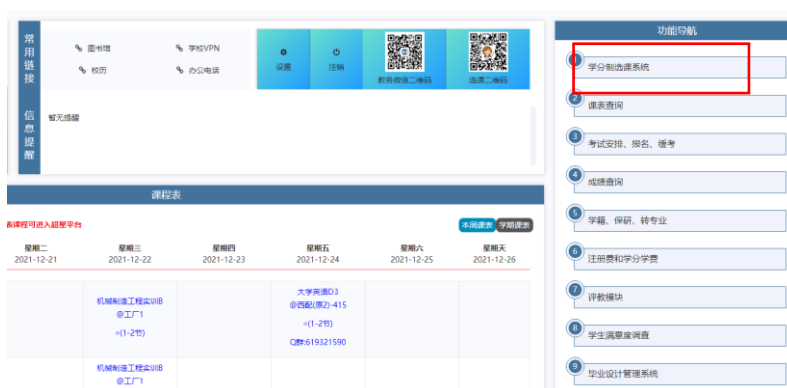 常用链接
图书馆
学校VPN
校历
办公电话
设置
注销
教务微信二维码
选课二维码
信息提醒
暂无提醒
课程表
表课程可进入超星平台
本周课表 学期课表
星期二 星期三 星期四 星期五 星期六 星期天
2021-12-21 2021-12-22 2021-12-23 2021-12-24 2021-12-25 2021-12-26
机械制造工程实训B
@工厂1
○(1-2节)
大学英语D3
@西配(原2)-415
○(1-2节)
Q群:619321590
机械制造工程实训B
@工厂1
功能导航
1 学分制选课系统
2 课表查询
3 考试安排、报名、缓考
4 成绩查询
5 学籍、保研、转专业
6 注册费和学分学费
7 评教模块
8 学生满意度调查
9 毕业设计管理系统